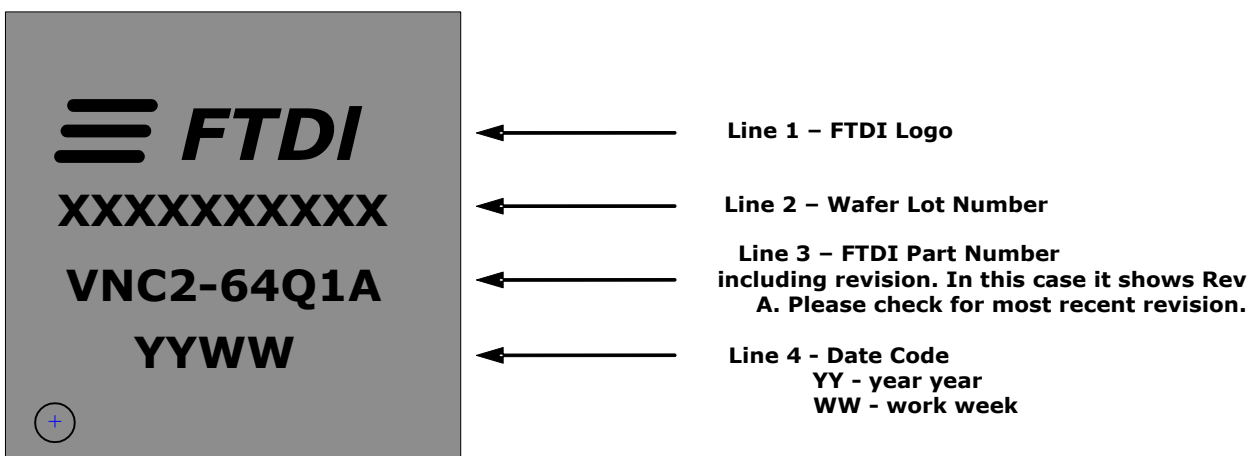 FTDI
XXXXXXXXXX
VNC2-64Q1A
YYWW
Line 1 – FTDI Logo
Line 2 – Wafer Lot Number
Line 3 – FTDI Part Number
including revision. In this case it shows Rev
A. Please check for most recent revision.
Line 4 - Date Code
YY - year year
WW - work week